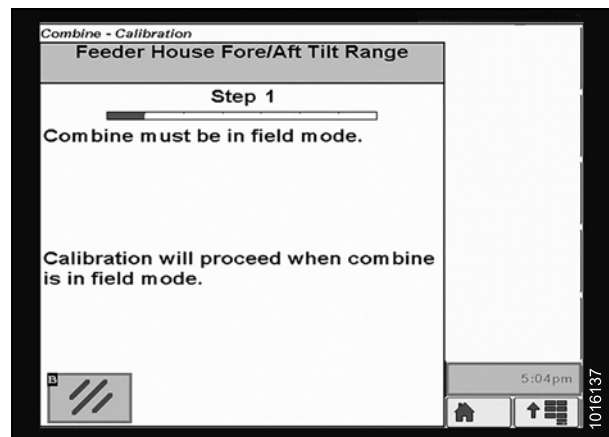 Combine - Calibration
Feeder House Fore/Aft Tilt Range
Step 1
Combine must be in field mode.
Calibration will proceed when combine
is in field mode.
B
5:04pm
1016137